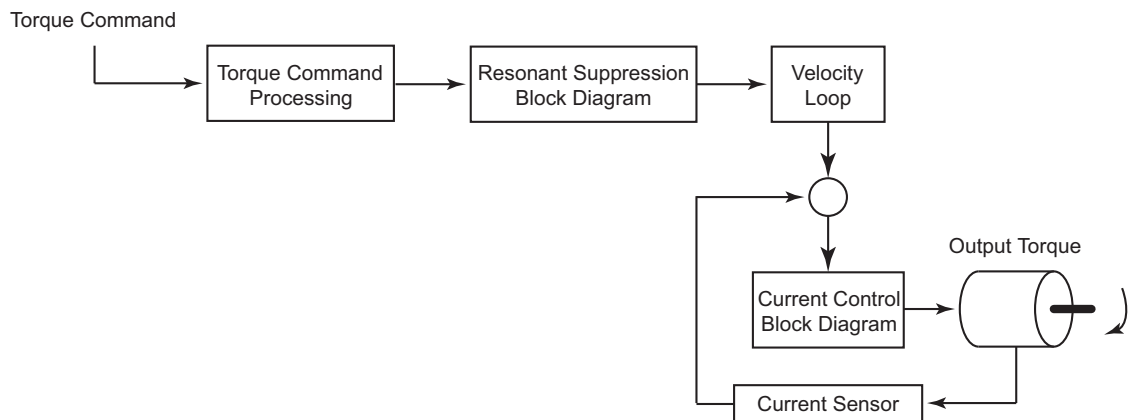 Torque Command
Torque Command
Processing
Resonant Suppression
Block Diagram
Velocity
Loop
Output Torque
Current Control
Block Diagram
Current Sensor